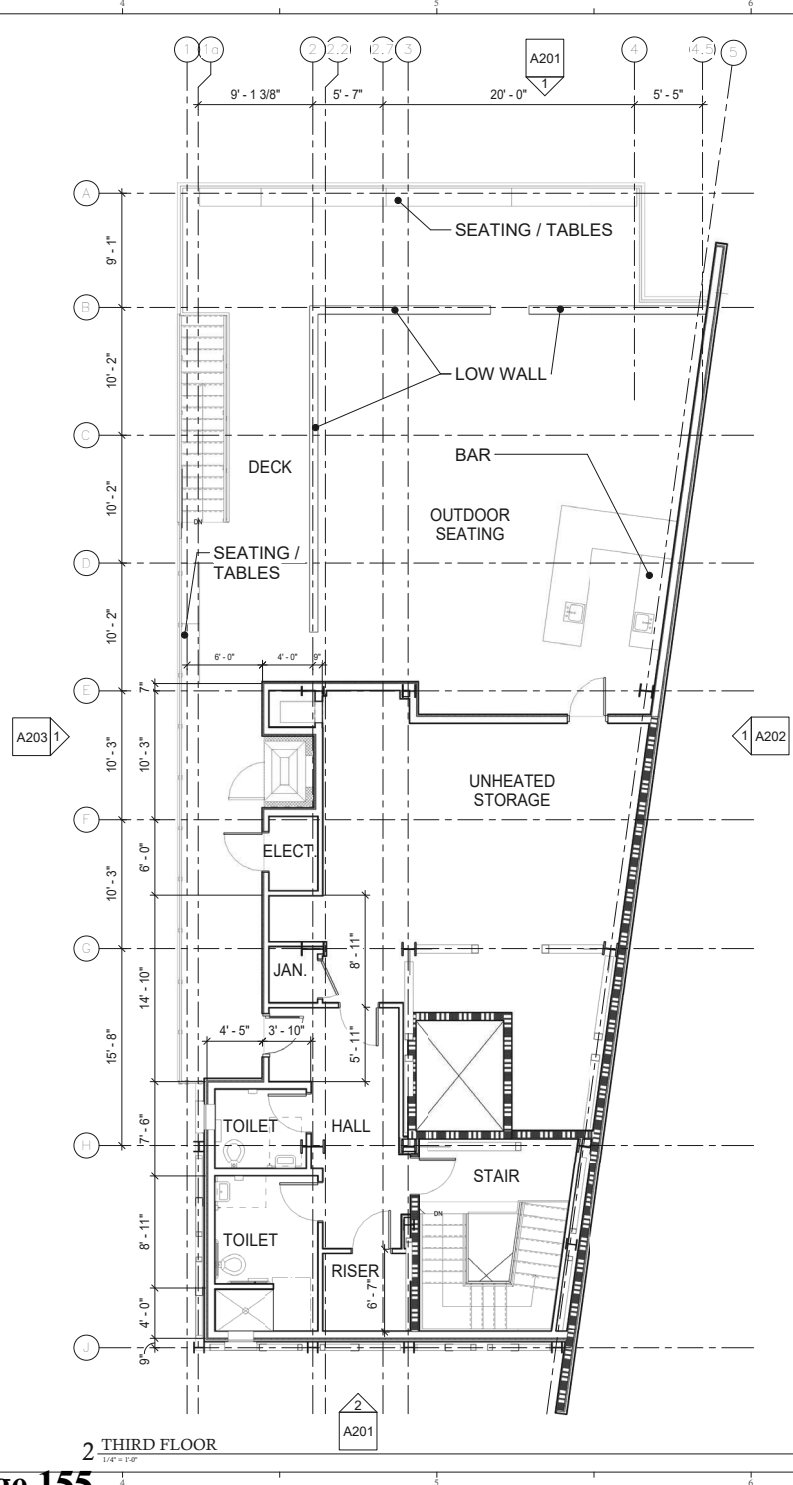 4 5 6
1 1a 2 2.2 2.7 3 4 4.5 5
A201
1
9' - 1 3/8" 5' - 7" 20' - 0" 5' - 5"
A
SEATING / TABLES
9' - 1"
B
10' - 2"
LOW WALL
C
BAR
DECK
10' - 2"
OUTDOOR
SEATING
DN
SEATING /
TABLES
D
10' - 2"
6' - 0" 4' - 0" 9"
E
7"
A203 1
1 A202
10' - 3" 10' - 3"
UNHEATED
STORAGE
F
ELECT.
6' - 0"
10' - 3"
8' - 11"
G
JAN.
14' - 10"
15' - 8"
4' - 5" 3' - 10"
5' - 11"
TOILET
HALL
7' - 6"
H
STAIR
DN
8' - 11"
TOILET
RISER
6' - 7"
4' - 0"
J
9"
2
A201
2 THIRD FLOOR
1/4" = 1'-0"
ge 155
4 5 6